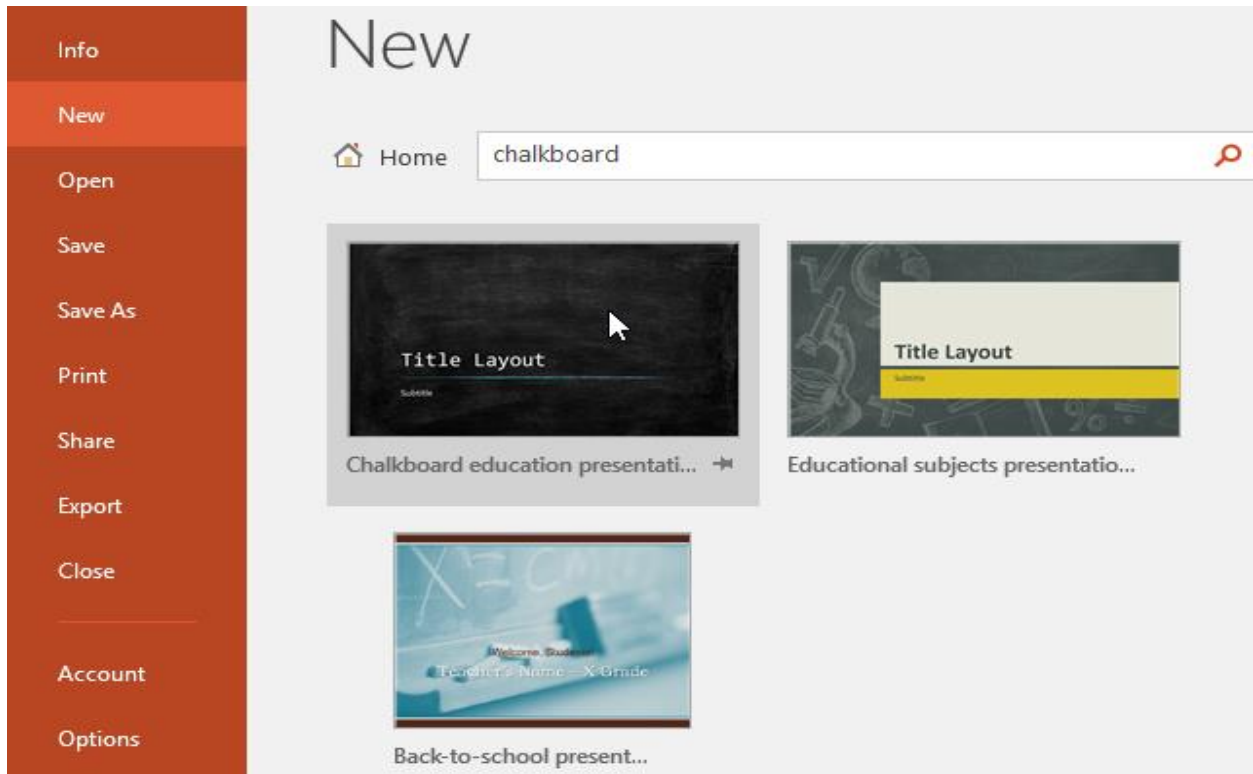 Info
New
Open
Save
Save As
Print
Share
Export
Close
Account
Options
New
Home
chalkboard
Title Layout
Subtitle
Chalkboard education presentati...
Title Layout
Subtitle
Educational subjects presentatio...
X=
Welcome, Students!
Teacher's Name – X Grade
Back-to-school present...